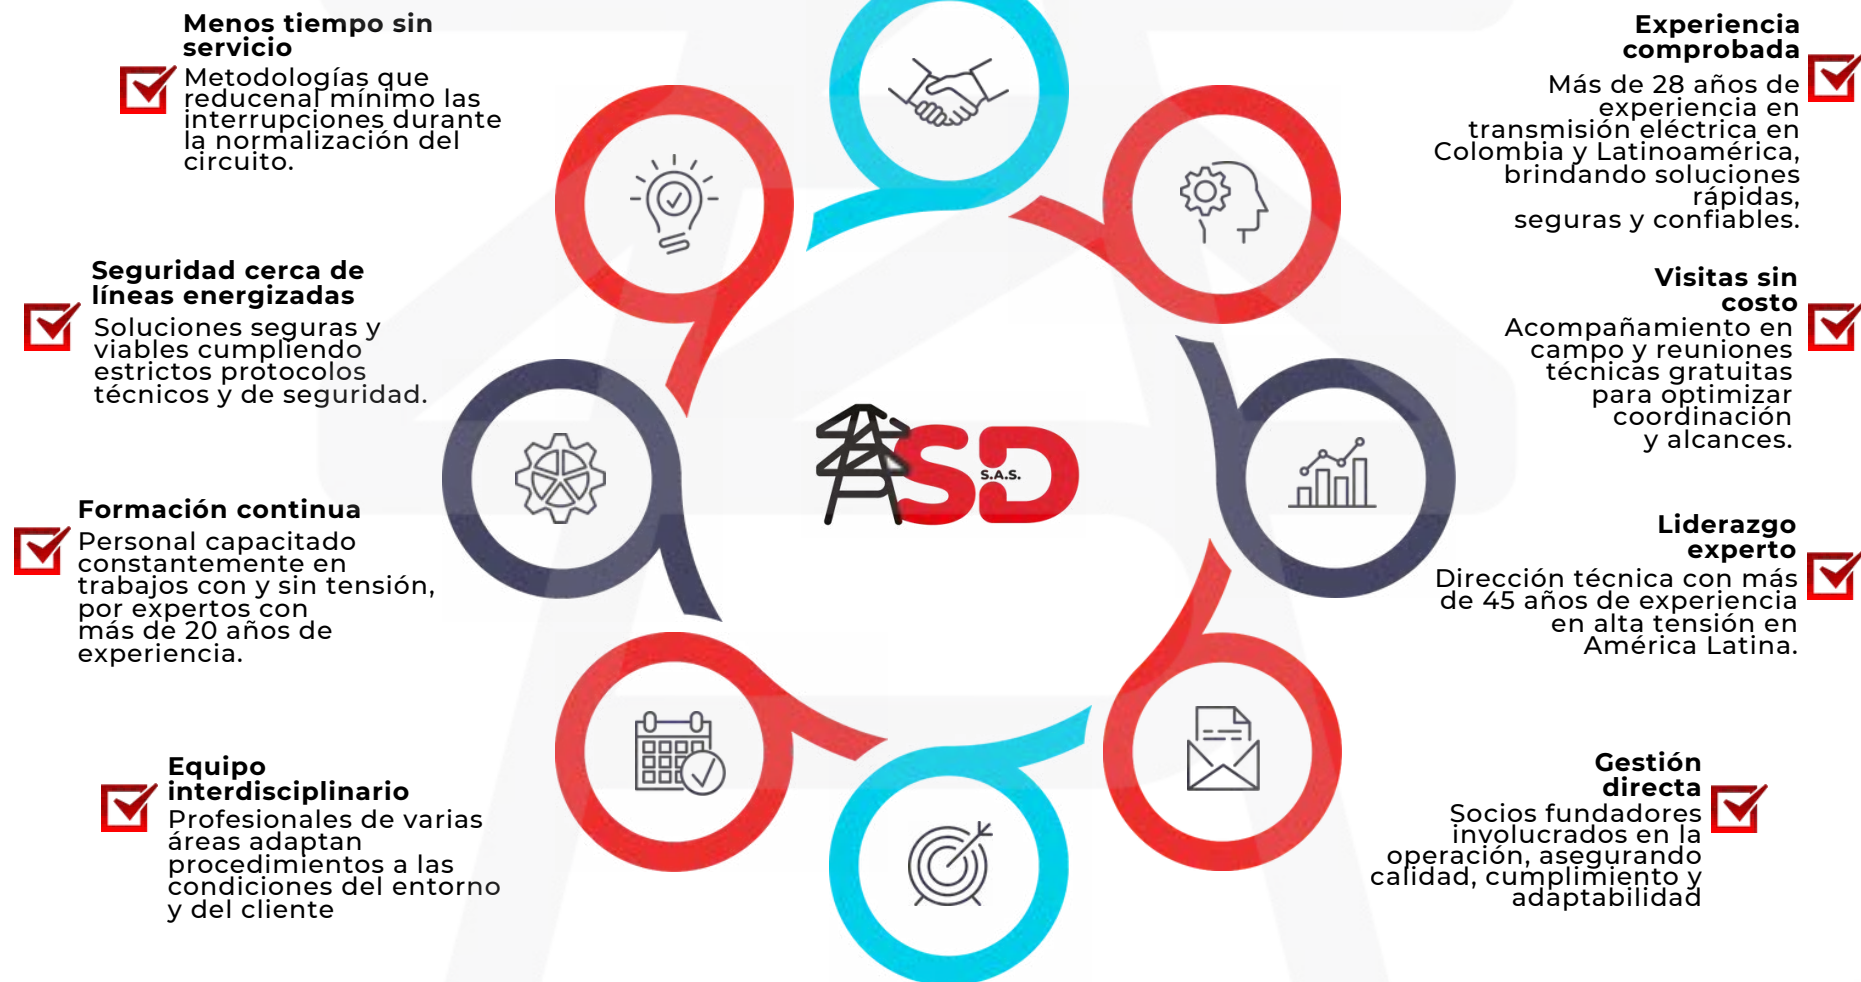 Menos tiempo sin
servicio
Metodologías que
reducenal mínimo las
interrupciones durante
la normalización del
circuito.
Seguridad cerca de
líneas energizadas
Soluciones seguras y
viables cumpliendo
estrictos protocolos
técnicos y de seguridad.
Formación continua
Personal capacitado
constantemente en
trabajos con y sin tensión,
por expertos con
más de 20 años de
experiencia.
Equipo
interdisciplinario
Profesionales de varias
áreas adaptan
procedimientos a las
condiciones del entorno
y del cliente
SD
S.A.S.
Experiencia
comprobada
Más de 28 años de
experiencia en
transmisión eléctrica en
Colombia y Latinoamérica,
brindando soluciones
rápidas,
seguras y confiables.
Visitas sin
costo
Acompañamiento en
campo y reuniones
técnicas gratuitas
para optimizar
coordinación
y alcances.
Liderazgo
experto
Dirección técnica con más
de 45 años de experiencia
en alta tensión en
América Latina.
Gestión
directa
Socios fundadores
involucrados en la
operación, asegurando
calidad, cumplimiento y
adaptabilidad